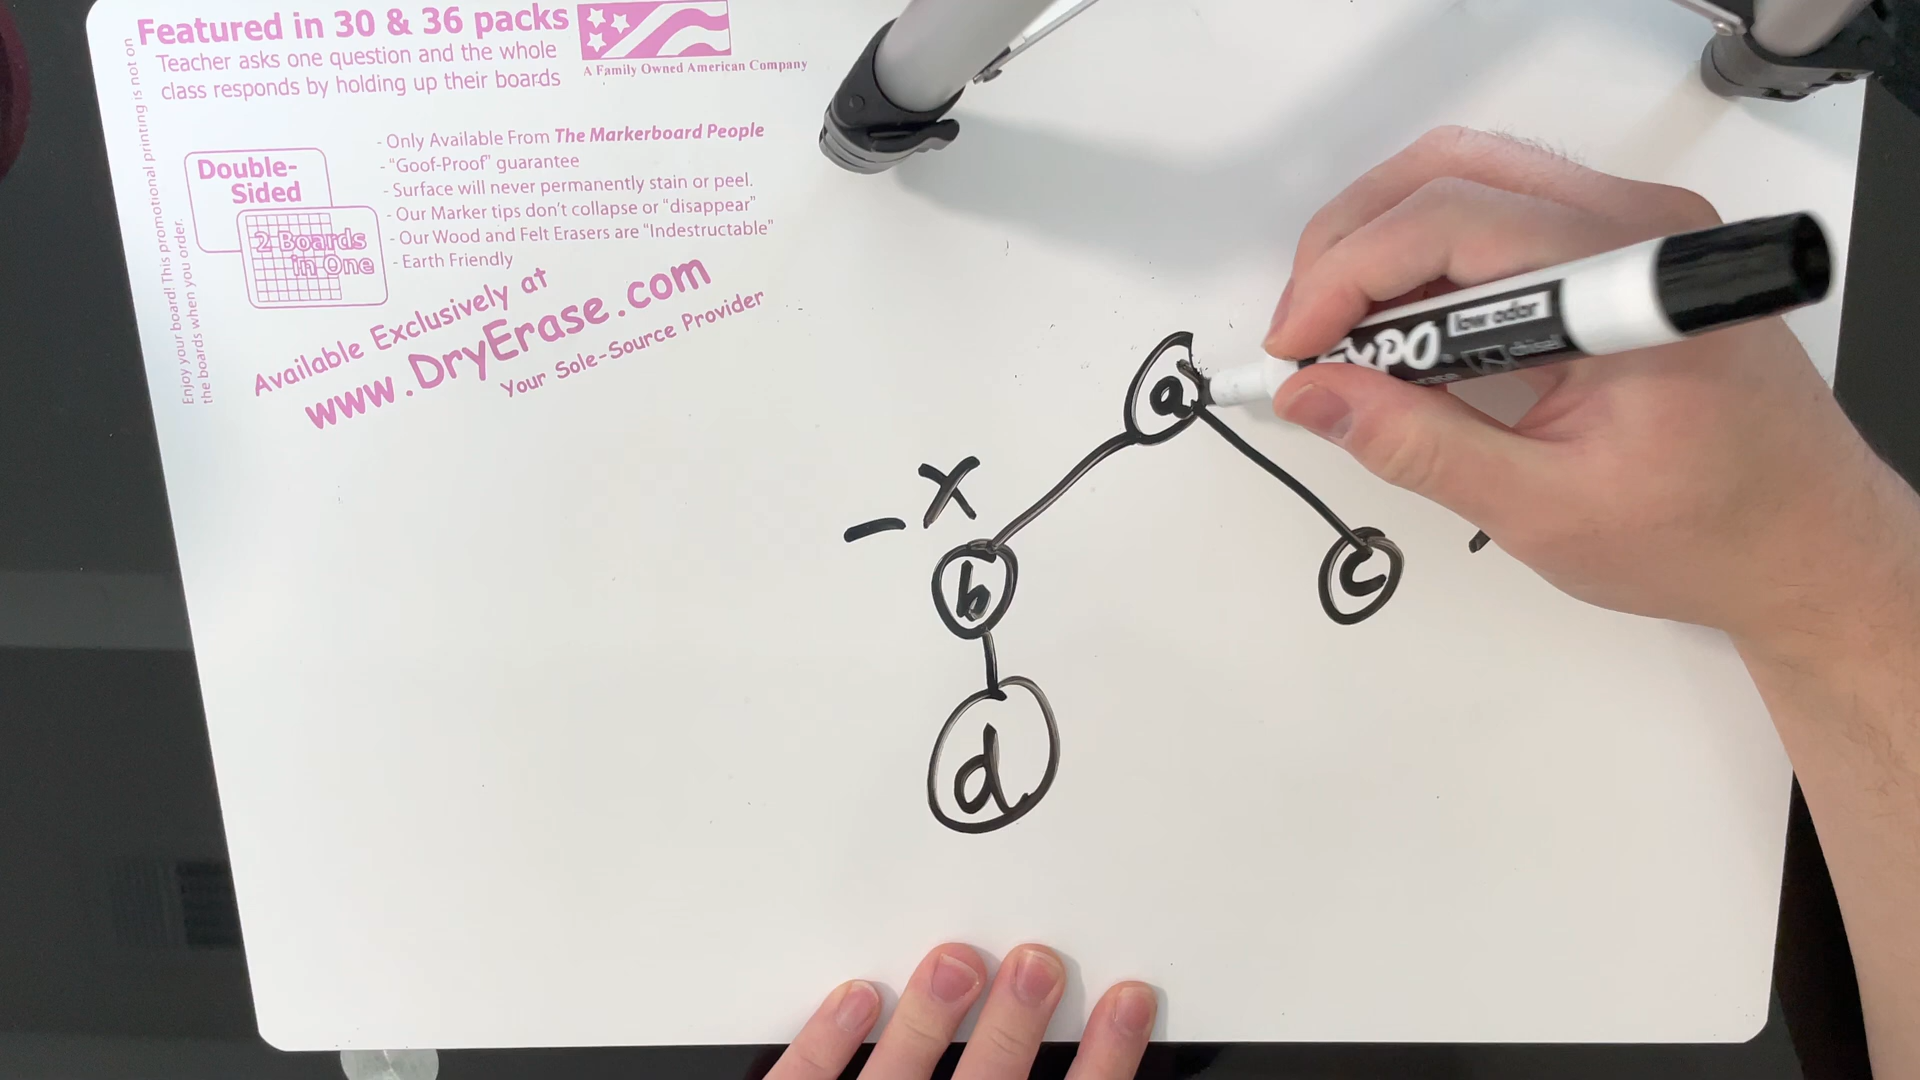 Featured in 30 & 36 packs
Teacher asks one question and the whole
class responds by holding up their boards
A Family Owned American Company
Enjoy your board! This promotional printing is not on
the boards when you order.
Double-
Sided
2 Boards
in One
- Only Available From The Markerboard People
- "Goof-Proof" guarantee
- Surface will never permanently stain or peel.
- Our Marker tips don't collapse or "disappear"
- Our Wood and Felt Erasers are "Indestructable"
- Earth Friendly
Available Exclusively at
www.DryErase.com
Your Sole-Source Provider
EXPO
low odor
chisel
a
- x
b
c
d